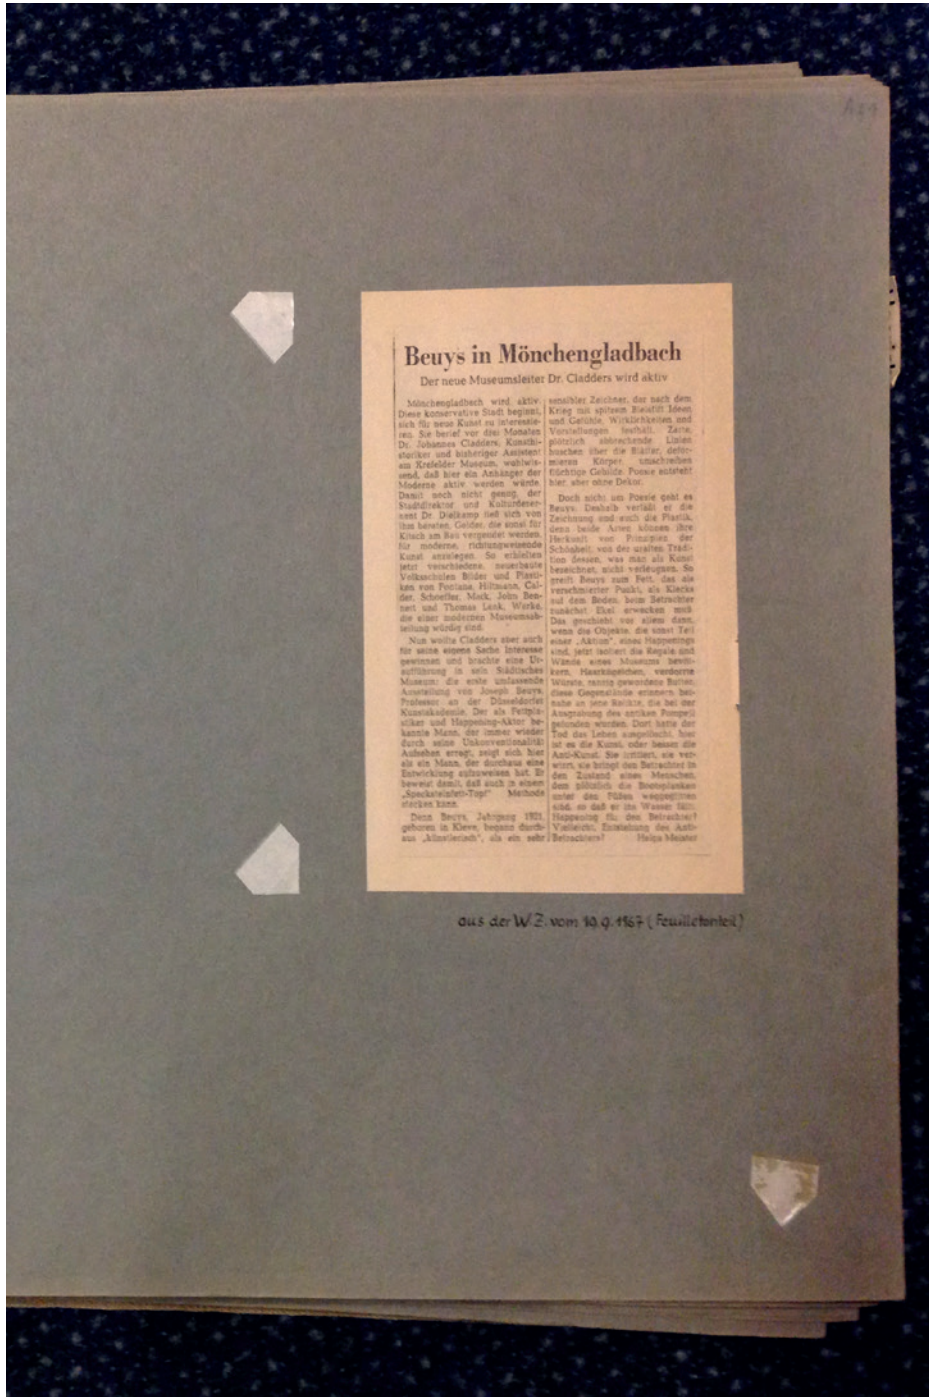 Beuys in Mönchengladbach
Der neue Museumsleiter Dr. Cladders wird aktiv
Mönchengladbach wird aktiv.
Diese konservative Stadt beginnt,
sich für neue Kunst zu interessie-
ren. Sie berief vor drei Monaten
Dr. Johannes Cladders, Kunsthi-
storiker und bisheriger Assistent
am Krefelder Museum, wohlwis-
send, daß hier ein Anhänger der
Moderne aktiv werden würde.
Damit noch nicht genug, der
Stadtdirektor und Kulturdezer-
nent Dr. Dielkamp ließ sich von
ihm beraten, Gelder, die sonst für
Kitsch am Bau vergeudet werden,
für moderne, richtungweisende
Kunst anzulegen. So erhielten
jetzt verschiedene, neuerbaute
Volksschulen Bilder und Plasti-
ken von Fontana, Hiltmann, Cal-
der, Schoeffer, Mack, John Ben-
nett und Thomas Lenk, Werke,
die einer modernen Museumsab-
teilung würdig sind.
Nun wollte Cladders aber auch
für seine eigene Sache Interesse
gewinnen und brachte eine Ur-
aufführung in sein Städtisches
Museum: die erste umfassende
Ausstellung von Joseph Beuys,
Professor an der Düsseldorfer
Kunstakademie. Der als Fettpla-
stiker und Happening-Aktor be-
kannte Mann, der immer wieder
durch seine Unkonventionalität
Aufsehen erregt, zeigt sich hier
als ein Mann, der durchaus eine
Entwicklung aufzuweisen hat. Er
beweist damit, daß auch in einem
„Specksteinfett-Topf" Methode
stecken kann.
Denn Beuys, Jahrgang 1921,
geboren in Kleve, begann durch-
aus „künstlerisch", als ein sehr
sensibler Zeichner, der nach dem
Krieg mit spitzem Bleistift Ideen
und Gefühle, Wirklichkeiten und
Vorstellungen festhält. Zarte,
plötzlich abbrechende Linien
huschen über die Blätter, defor-
mieren Körper, umschreiben
flüchtige Gebilde. Poesie entsteht
hier, aber ohne Dekor.
Doch nicht um Poesie geht es
Beuys. Deshalb verläßt er die
Zeichnung und auch die Plastik,
denn beide Arten können ihre
Herkunft von Prinzipien der
Schönheit, von der uralten Tradi-
tion dessen, was man als Kunst
bezeichnet, nicht verleugnen. So
greift Beuys zum Fett, das als
verschmierter Punkt, als Klecks
auf dem Boden, beim Betrachter
zunächst Ekel erwecken muß.
Das geschieht vor allem dann,
wenn die Objekte, die sonst Teil
einer „Aktion", eines Happenings
sind, jetzt isoliert die Regale und
Wände eines Museums bevöl-
kern. Haarknöpfchen, verdorrte
Würste, ranzig gewordene Butter,
diese Gegenstände erinnern bei-
nahe an jene Relikte, die bei der
Ausgrabung des antiken Pompeji
gefunden wurden. Dort hatte der
Tod das Leben ausgelöscht, hier
ist es die Kunst, oder besser die
Anti-Kunst. Sie irritiert, sie ver-
wirrt, sie bringt den Betrachter in
den Zustand eines Menschen,
dem plötzlich die Bootsplanken
unter den Füßen weggeglitten
sind, so daß er ins Wasser fällt.
Happening für den Betrachter?
Vielleicht. Entstehung des Anti-
Betrachters? Helga Meister
aus der W.Z. vom 19.9.1967 (Feuilletonteil)